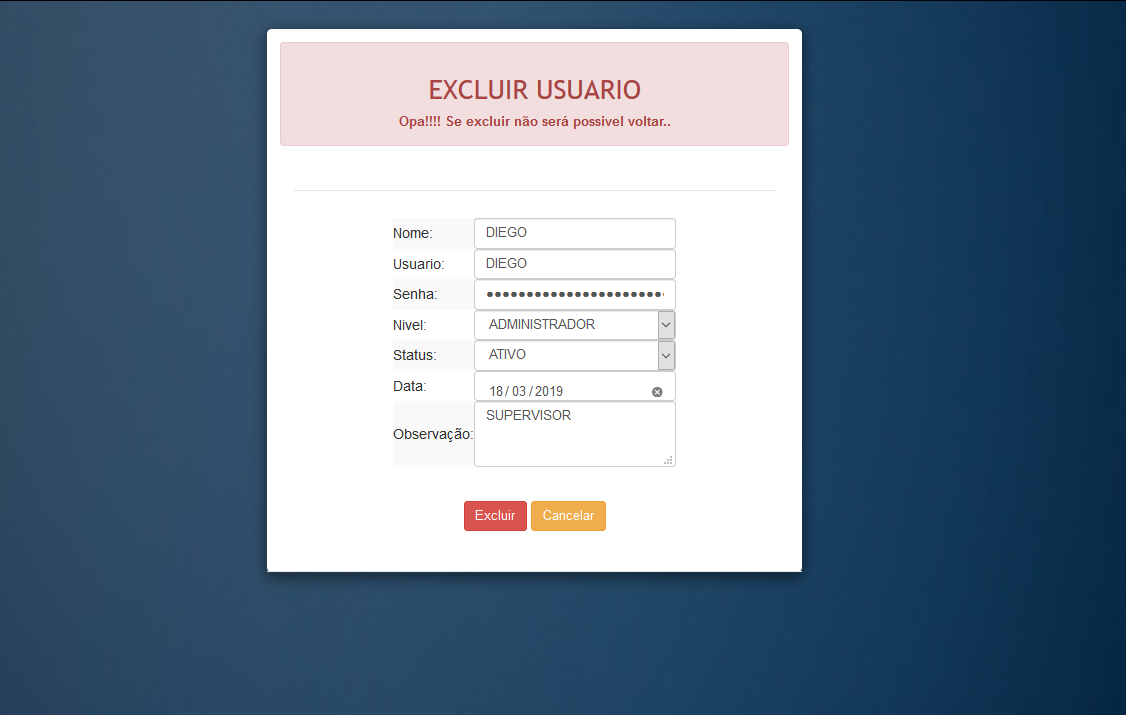 EXCLUIR USUARIO
Opa!!!! Se excluir não será possivel voltar..
Nome: DIEGO
Usuario: DIEGO
Senha: ••••••••••••••••••••••
Nivel: ADMINISTRADOR
Status: ATIVO
Data: 18 / 03 / 2019
Observação: SUPERVISOR
Excluir Cancelar